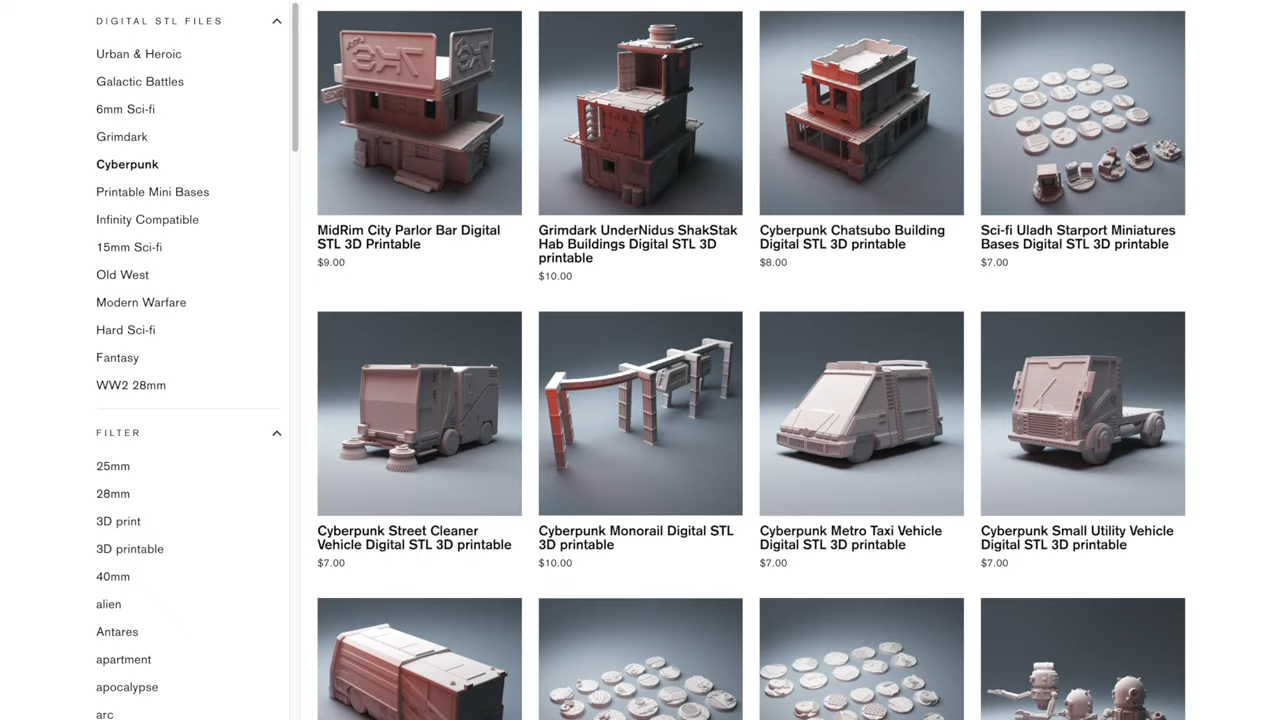 DIGITAL STL FILES
Urban & Heroic
Galactic Battles
6mm Sci-fi
Grimdark
Cyberpunk
Printable Mini Bases
Infinity Compatible
15mm Sci-fi
Old West
Modern Warfare
Hard Sci-fi
Fantasy
WW2 28mm
FILTER
25mm
28mm
3D print
3D printable
40mm
alien
Antares
apartment
apocalypse
arc
MidRim City Parlor Bar Digital
STL 3D Printable
$9.00
Grimdark UnderNidus ShakStak
Hab Buildings Digital STL 3D
printable
$10.00
Cyberpunk Chatsubo Building
Digital STL 3D printable
$8.00
Sci-fi Uladh Starport Miniatures
Bases Digital STL 3D printable
$7.00
Cyberpunk Street Cleaner
Vehicle Digital STL 3D printable
$7.00
Cyberpunk Monorail Digital STL
3D printable
$10.00
Cyberpunk Metro Taxi Vehicle
Digital STL 3D printable
$7.00
Cyberpunk Small Utility Vehicle
Digital STL 3D printable
$7.00